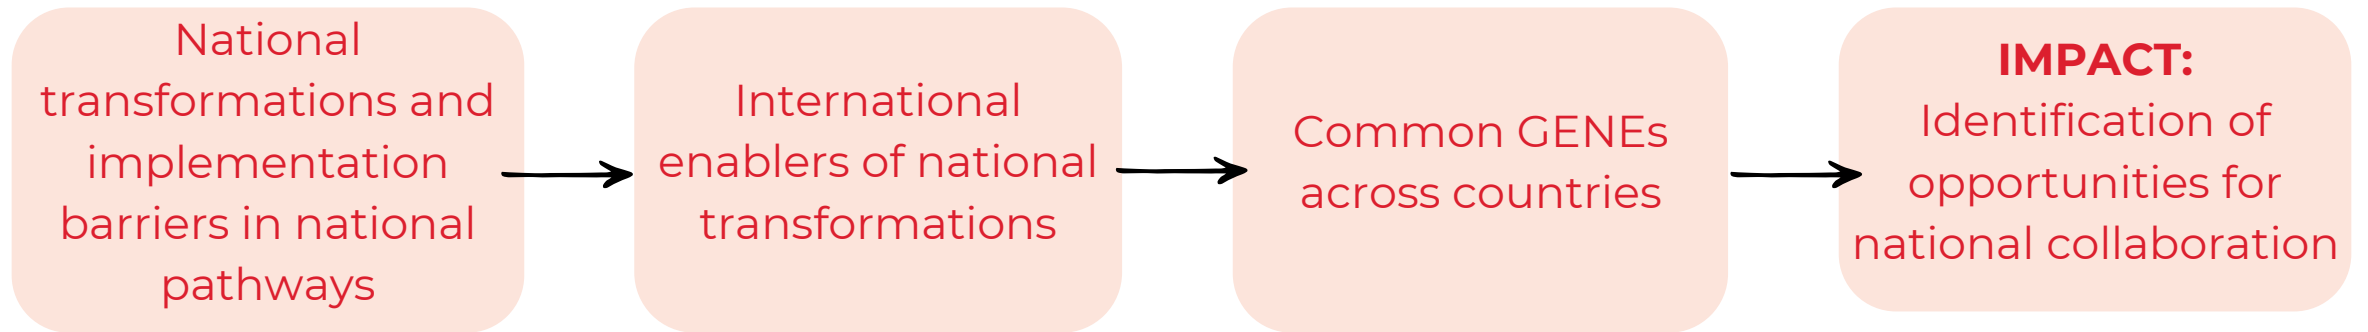 National
transformations and
implementation
barriers in national
pathways
International
enablers of national
transformations
Common GENEs
across countries
IMPACT:
Identification of
opportunities for
national collaboration